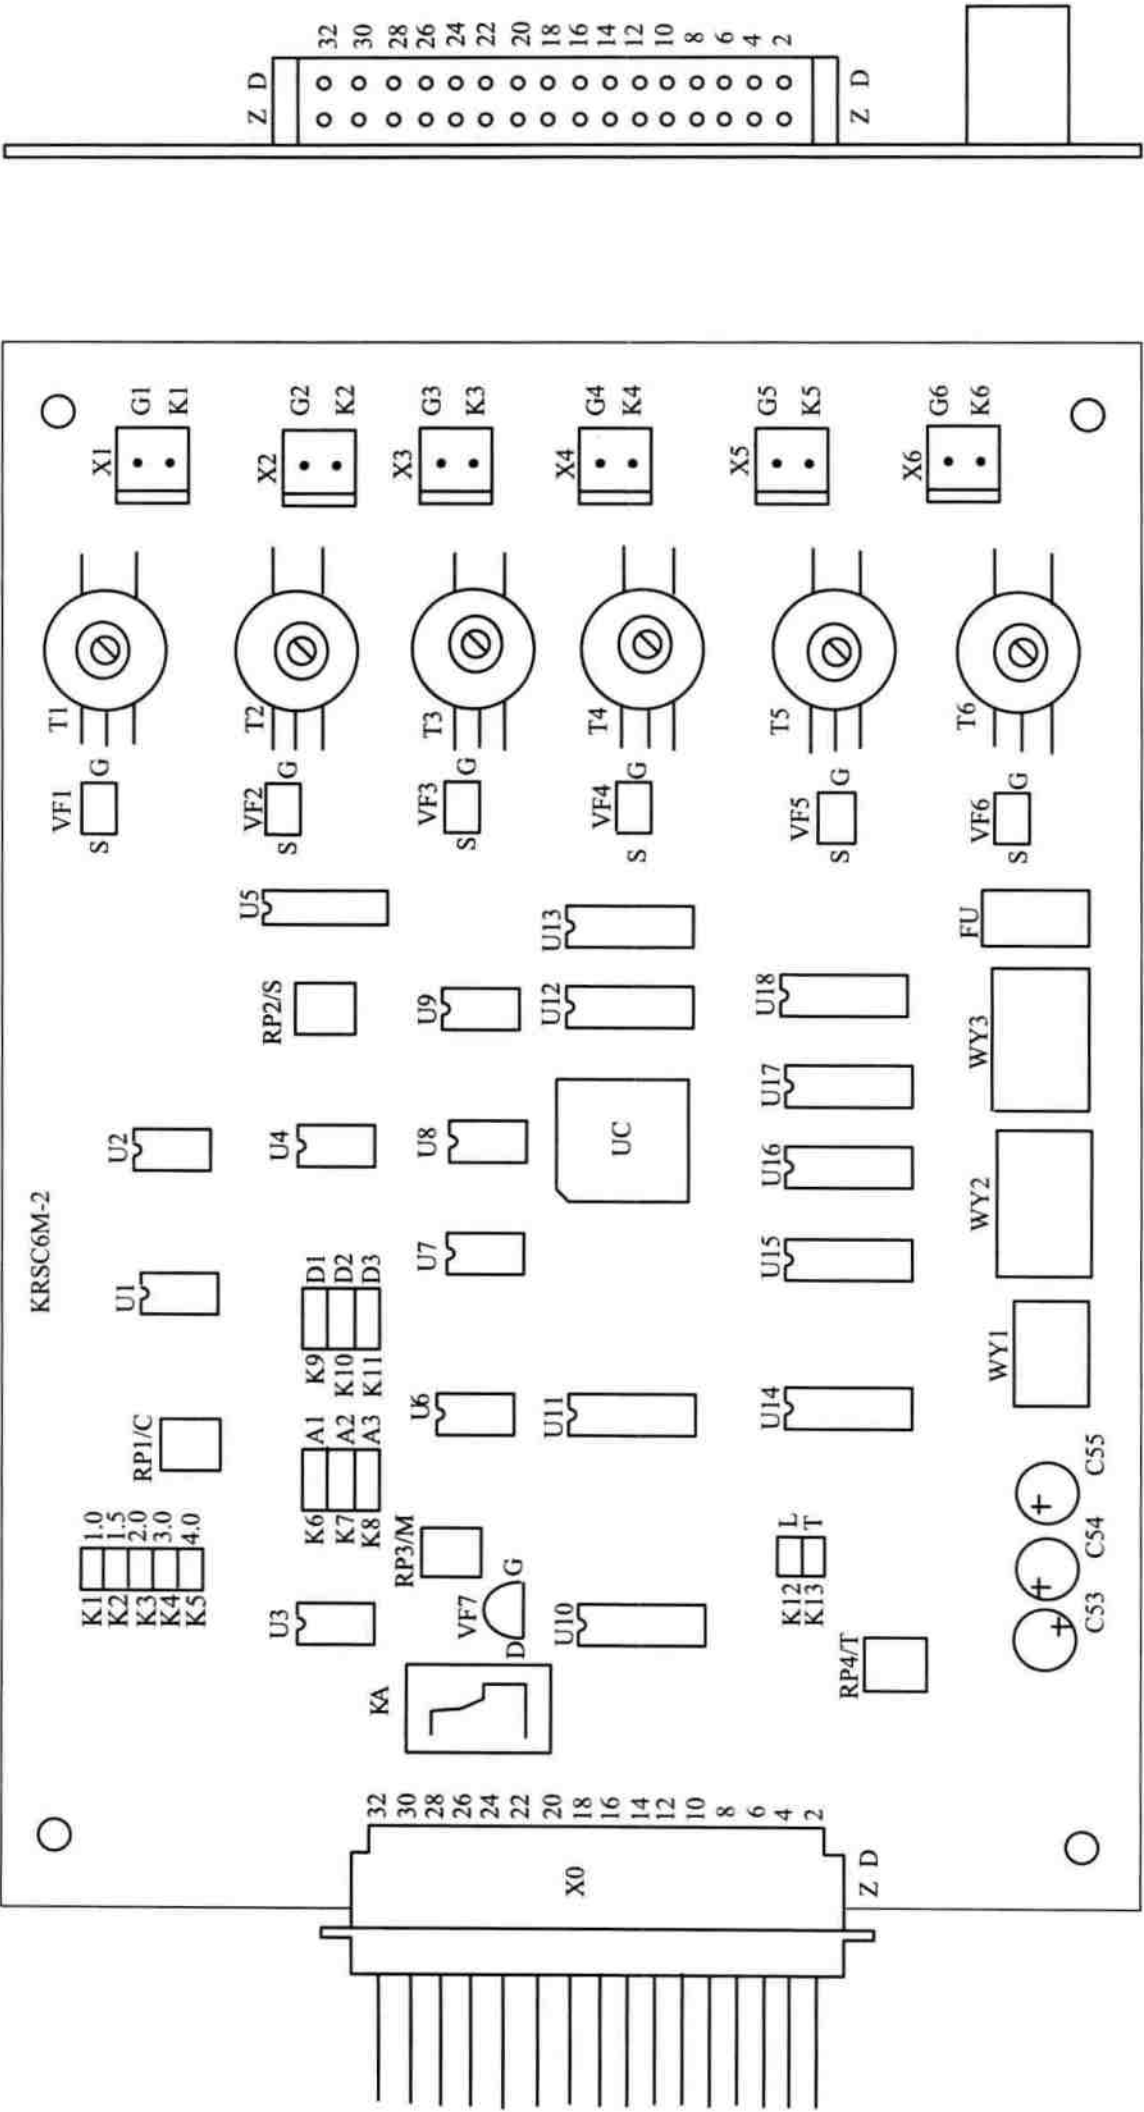 32
30
28
26
24
22
20
18
16
14
12
10
8
6
4
2
Z D
Z D
KRSC6M-2
X1
G1
K1
X2
G2
K2
X3
G3
K3
X4
G4
K4
X5
G5
K5
X6
G6
K6
T1
T2
T3
T4
T5
T6
VF1
S
G
VF2
S
G
VF3
S
G
VF4
S
G
VF5
S
G
VF6
S
G
U5
U13
FU
RP2/S
U9
U12
U18
WY3
U17
U2
U4
U8
UC
U16
WY2
U1
U7
U15
K9
D1
K10
D2
K11
D3
WY1
RP1/C
U6
U11
U14
K6
A1
K7
A2
K8
A3
K1
1.0
K2
1.5
K3
2.0
K4
3.0
K5
4.0
RP3/M
K12
L
K13
T
C55
C54
C53
U3
VF7
D
G
U10
RP4/T
KA
32
30
28
26
24
22
20
18
16
14
12
10
8
6
4
2
X0
Z D